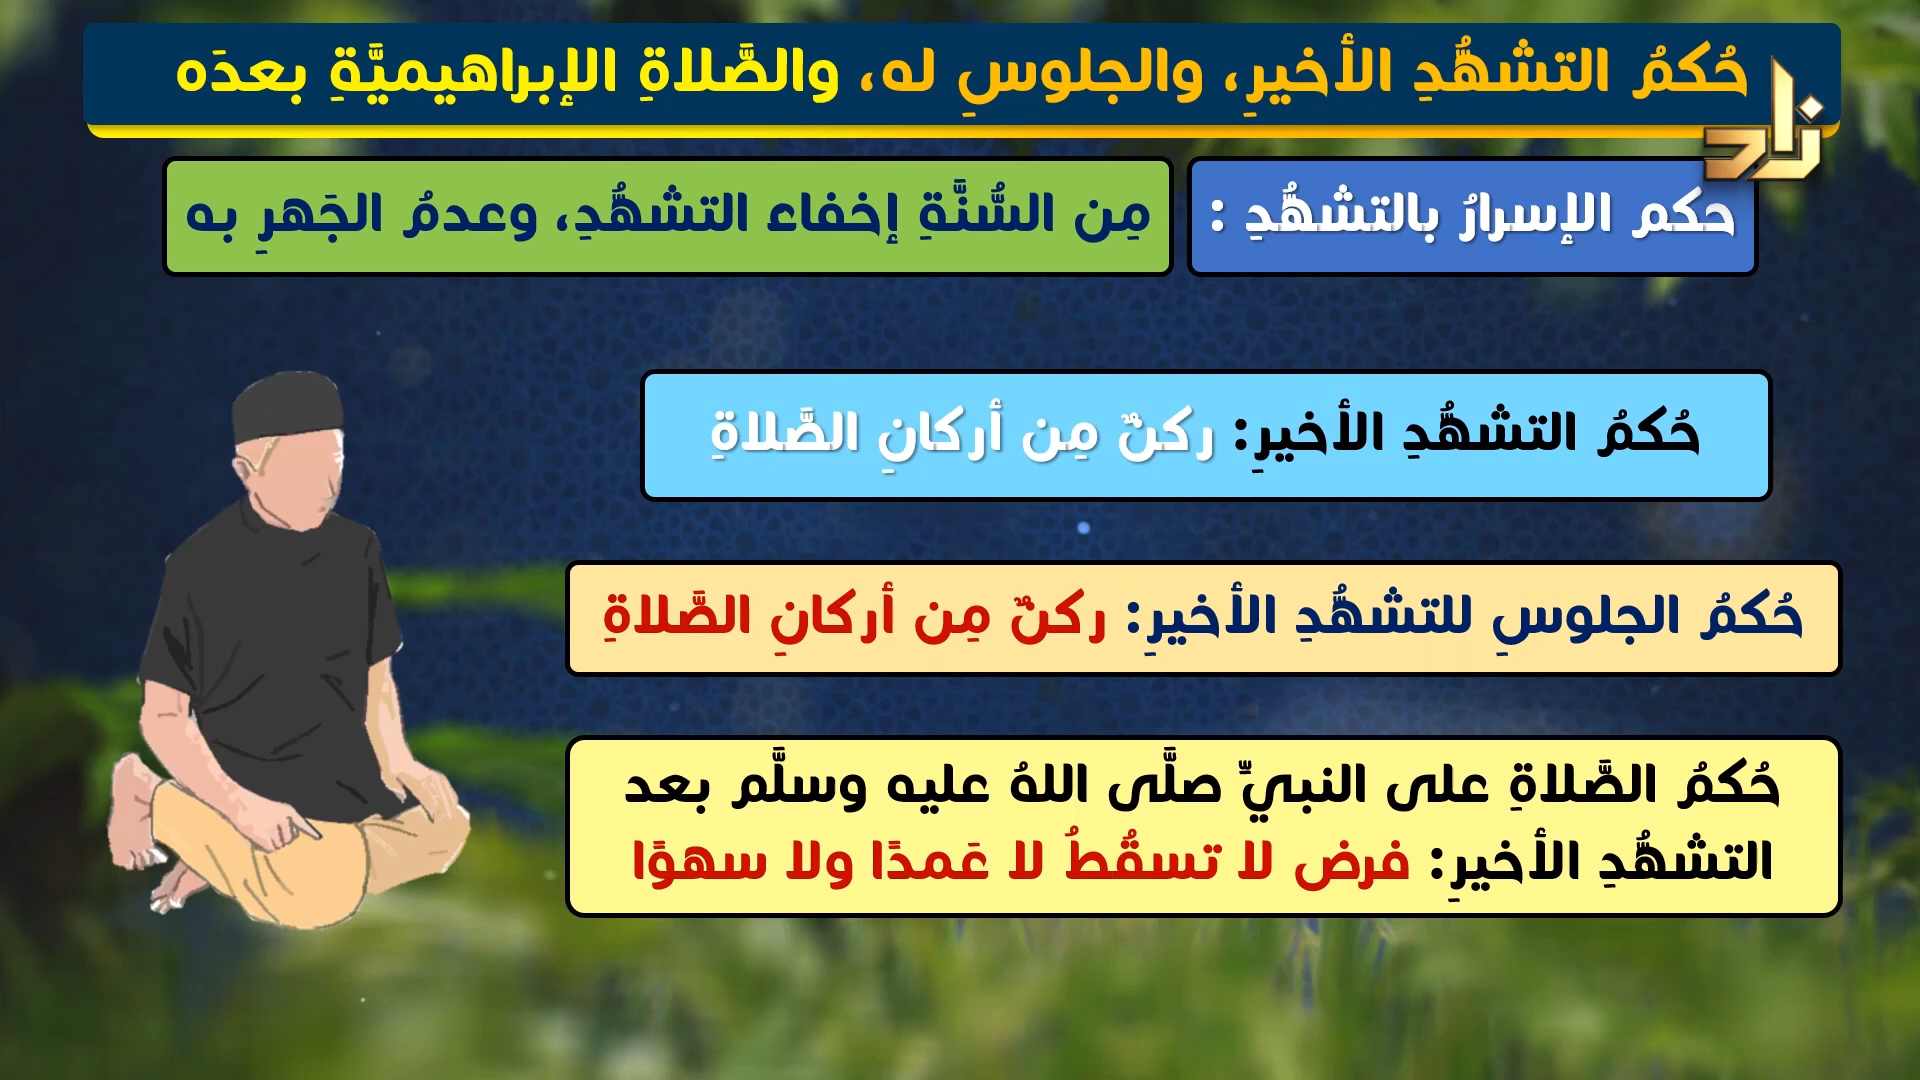 حُكمُ التشهُّدِ الأخيرِ، والجلوسِ له، والصَّلاةِ الإبراهيميَّةِ بعدَه
زاد
حكم الإسرارُ بالتشهُّدِ : مِن السُّنَّةِ إخفاء التشهُّدِ، وعدمُ الجَهرِ به
حُكمُ التشهُّدِ الأخيرِ: ركنٌ مِن أركانِ الصَّلاةِ
حُكمُ الجلوسِ للتشهُّدِ الأخيرِ: ركنٌ مِن أركانِ الصَّلاةِ
حُكمُ الصَّلاةِ على النبيِّ صلَّى اللهُ عليه وسلَّم بعد
التشهُّدِ الأخيرِ: فرض لا تسقُطُ لا عَمدًا ولا سهوًا